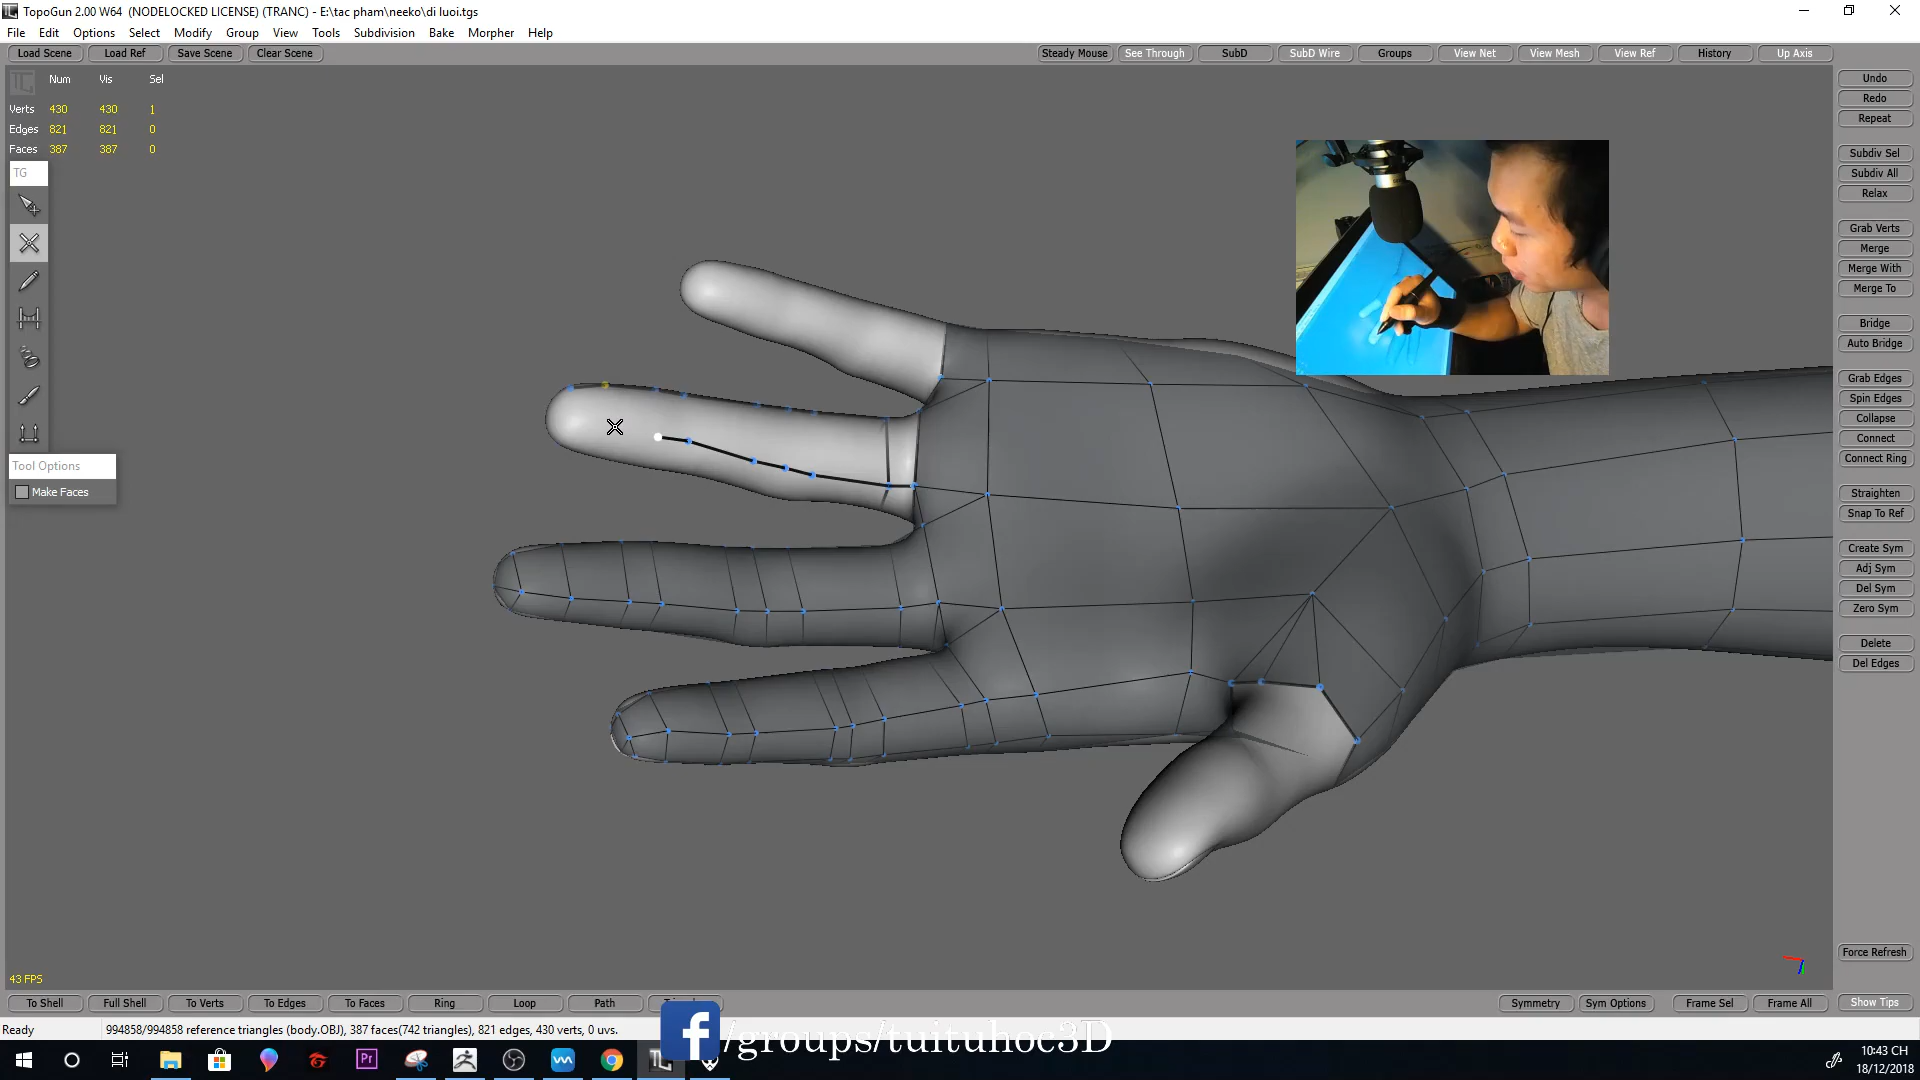 TopoGun 2.00 W64 (NODELOCKED LICENSE) (TRANC) - E:\tac pham\neeko\di luoi.tgs
File Edit Options Select Modify Group View Tools Subdivision Bake Morpher Help
Load Scene Load Ref Save Scene Clear Scene Steady Mouse See Through SubD SubD Wire Groups View Net View Mesh View Ref History Up Axis
Num Vis Sel
Verts 430 430 1
Edges 821 821 0
Faces 387 387 0
TG
Tool Options
Make Faces
Undo
Redo
Repeat
Subdiv Sel
Subdiv All
Relax
Grab Verts
Merge
Merge With
Merge To
Bridge
Auto Bridge
Grab Edges
Spin Edges
Collapse
Connect
Connect Ring
Straighten
Snap To Ref
Create Sym
Adj Sym
Del Sym
Zero Sym
Delete
Del Edges
Force Refresh
43 FPS
To Shell Full Shell To Verts To Edges To Faces Ring Loop Path Symmetry Sym Options Frame Sel Frame All Show Tips
Ready 994858/994858 reference triangles (body.OBJ), 387 faces(742 triangles), 821 edges, 430 verts, 0 uvs.
f /groups/tuituhoc3D
Pr
10:43 CH
18/12/2018